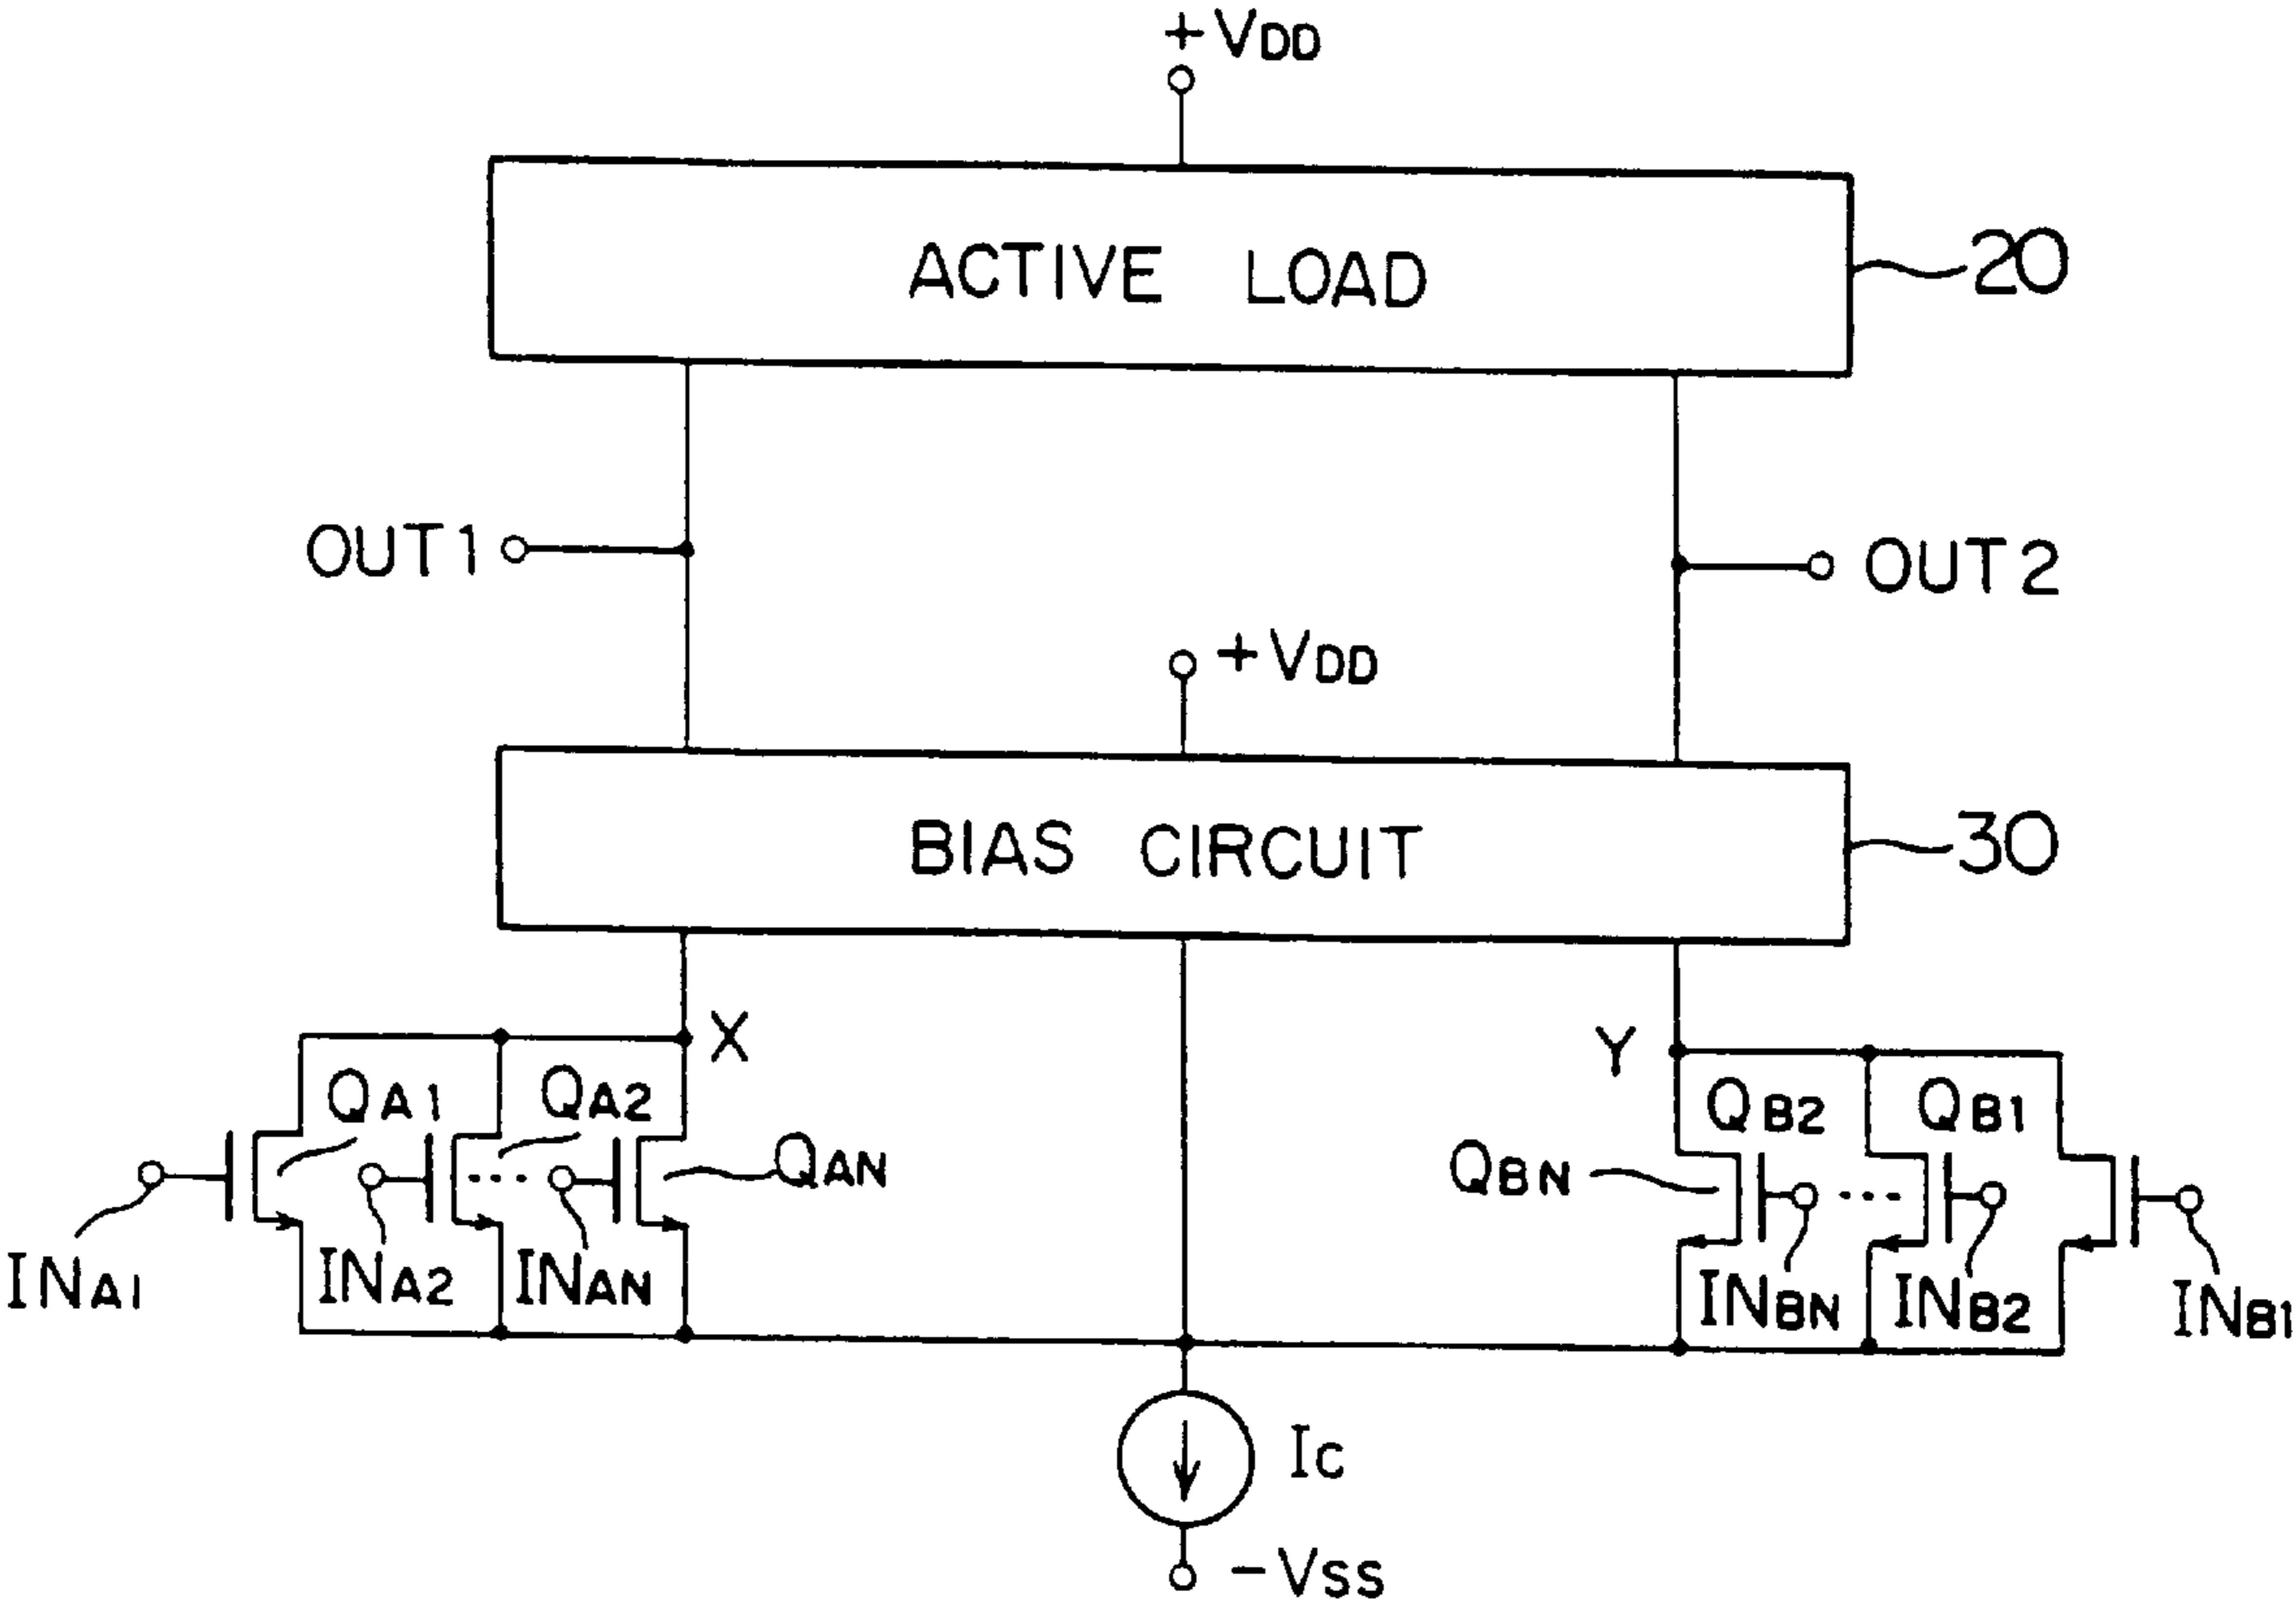 +VDD
ACTIVE LOAD
20
OUT1
OUT2
+VDD
BIAS CIRCUIT
30
X
Y
QA1
QA2
QAN
QBN
QB2
QB1
INA1
INA2
INAN
INBN
INB2
INB1
Ic
-Vss